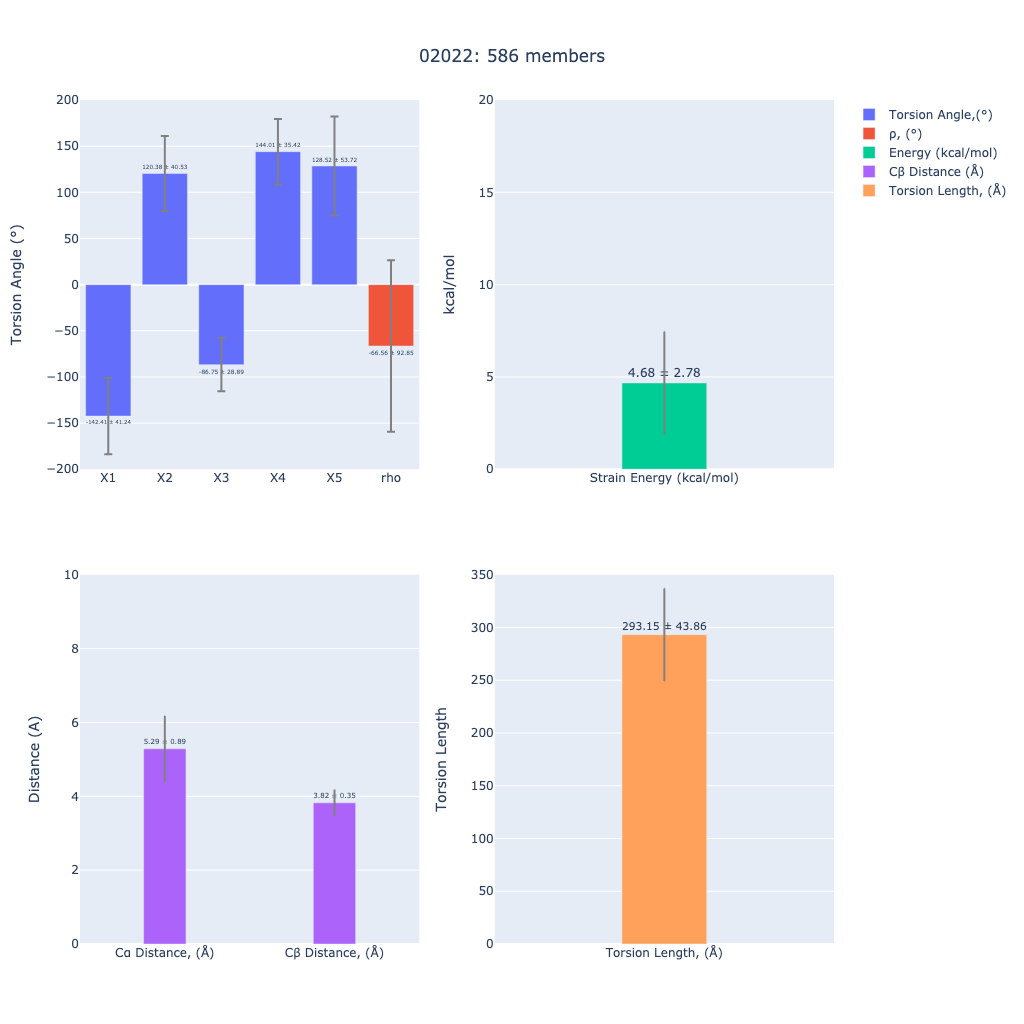 02022: 586 members
Torsion Angle (°)
200
150
100
50
0
−50
−100
−150
−200
-142.41 ± 41.24
120.38 ± 40.53
-86.75 ± 28.89
144.01 ± 35.42
128.52 ± 53.72
-66.56 ± 92.85
X1 X2 X3 X4 X5 rho
kcal/mol
20
15
10
5
0
4.68 ± 2.78
Strain Energy (kcal/mol)
Torsion Angle,(°)
ρ, (°)
Energy (kcal/mol)
Cβ Distance (Å)
Torsion Length, (Å)
Distance (A)
10
8
6
4
2
0
5.29 ± 0.89
3.82 ± 0.35
Cα Distance, (Å) Cβ Distance, (Å)
Torsion Length
350
300
250
200
150
100
50
0
293.15 ± 43.86
Torsion Length, (Å)